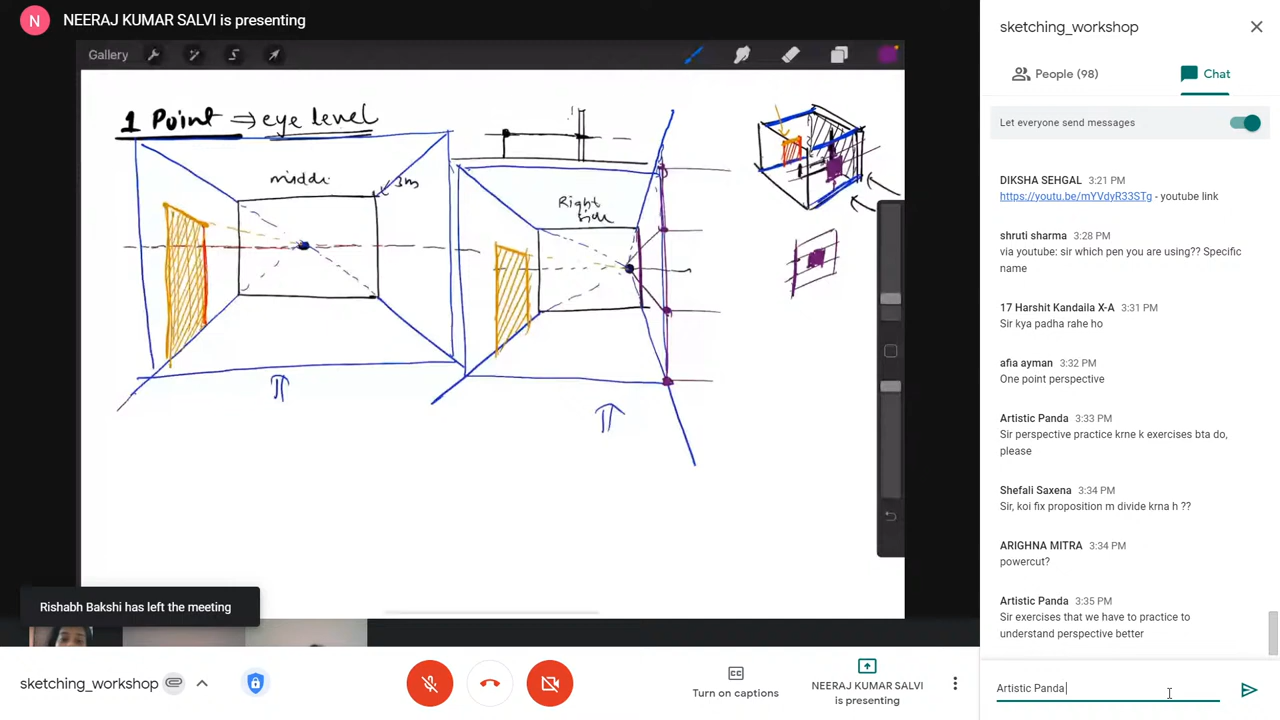 N
NEERAJ KUMAR SALVI is presenting
Gallery
1 Point ⇒ eye level
middle
3m
Right
side
Rishabh Bakshi has left the meeting
sketching_workshop
Turn on captions
NEERAJ KUMAR SALVI
is presenting
sketching_workshop
People (98)
Chat
Let everyone send messages
DIKSHA SEHGAL 3:21 PM
https://youtu.be/mYVdyR33STg - youtube link
shruti sharma 3:28 PM
via youtube: sir which pen you are using?? Specific
name
17 Harshit Kandaila X-A 3:31 PM
Sir kya padha rahe ho
afia ayman 3:32 PM
One point perspective
Artistic Panda 3:33 PM
Sir perspective practice krne k exercises bta do,
please
Shefali Saxena 3:34 PM
Sir, koi fix proposition m divide krna h ??
ARIGHNA MITRA 3:34 PM
powercut?
Artistic Panda 3:35 PM
Sir exercises that we have to practice to
understand perspective better
Artistic Panda